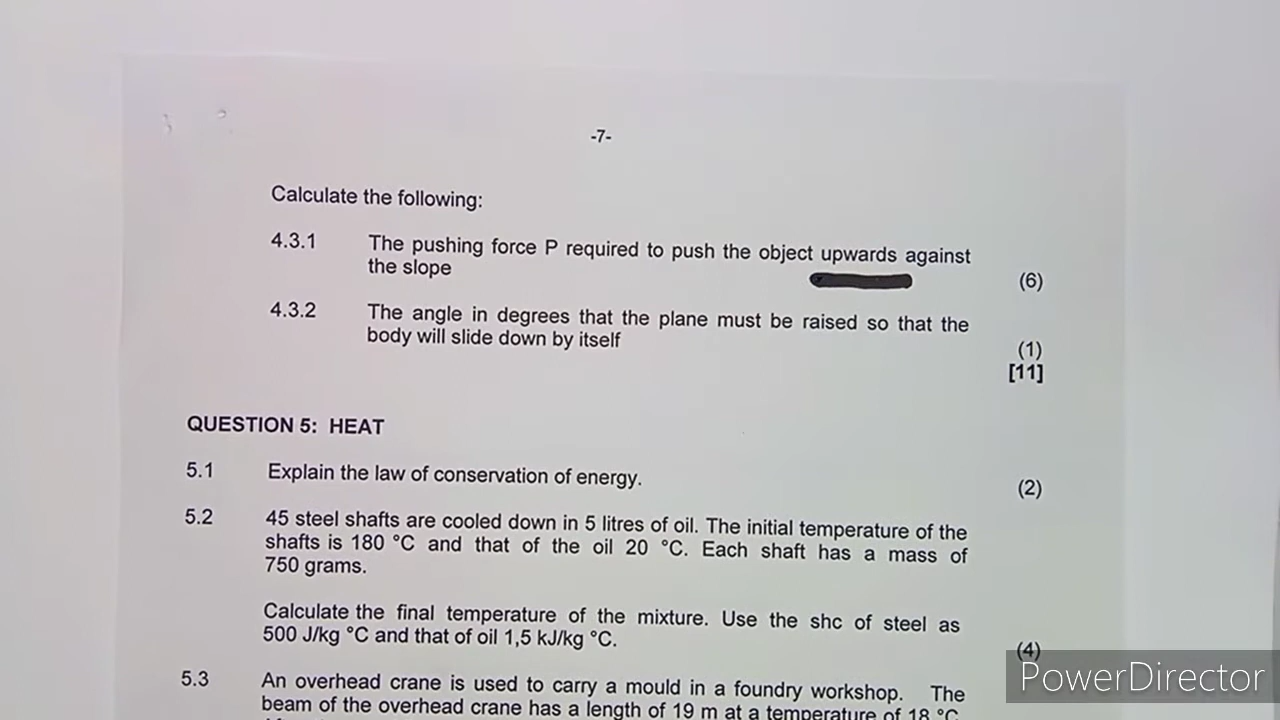 -7-
Calculate the following:
4.3.1 The pushing force P required to push the object upwards against
the slope (6)
4.3.2 The angle in degrees that the plane must be raised so that the
body will slide down by itself (1)
[11]
QUESTION 5: HEAT
5.1 Explain the law of conservation of energy. (2)
5.2 45 steel shafts are cooled down in 5 litres of oil. The initial temperature of the
shafts is 180 °C and that of the oil 20 °C. Each shaft has a mass of
750 grams.
Calculate the final temperature of the mixture. Use the shc of steel as
500 J/kg °C and that of oil 1,5 kJ/kg °C. (4)
5.3 An overhead crane is used to carry a mould in a foundry workshop. The
beam of the overhead crane has a length of 19 m at a temperature of 18 °C.
PowerDirector